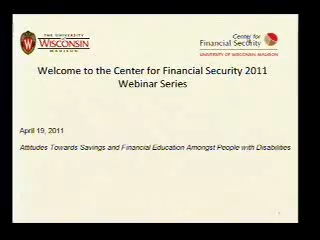 THE UNIVERSITY
WISCONSIN
MADISON
Center for
Financial Security
UNIVERSITY OF WISCONSIN-MADISON
Welcome to the Center for Financial Security 2011
Webinar Series
April 19, 2011
Attitudes Towards Savings and Financial Education Amongst People with Disabilities